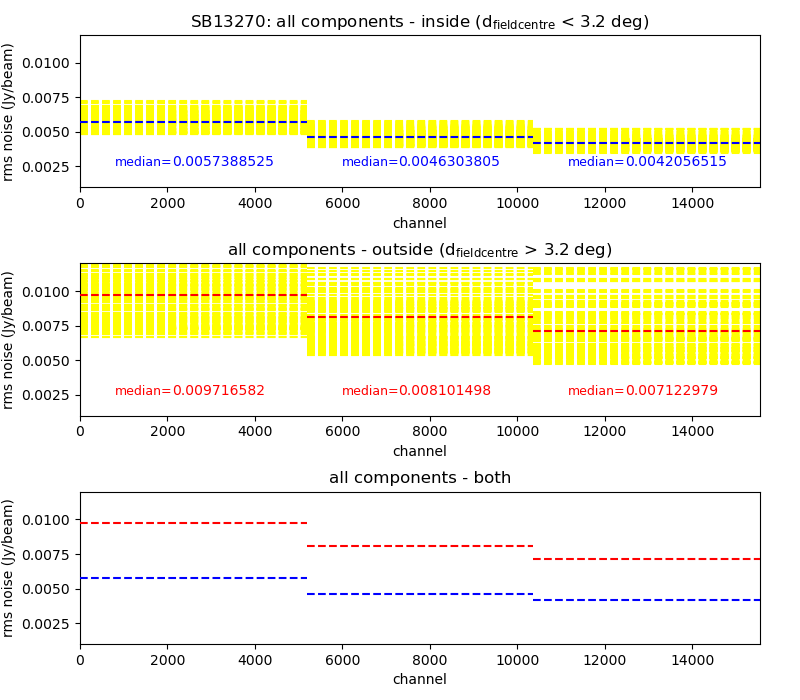 SB13270: all components - inside (dfieldcentre < 3.2 deg)
rms noise (Jy/beam)
0.0100
0.0075
0.0050
0.0025
median=0.0057388525 median=0.0046303805 median=0.0042056515
0 2000 4000 6000 8000 10000 12000 14000
channel
all components - outside (dfieldcentre > 3.2 deg)
rms noise (Jy/beam)
0.0100
0.0075
0.0050
0.0025
median=0.009716582 median=0.008101498 median=0.007122979
0 2000 4000 6000 8000 10000 12000 14000
channel
all components - both
rms noise (Jy/beam)
0.0100
0.0075
0.0050
0.0025
0 2000 4000 6000 8000 10000 12000 14000
channel